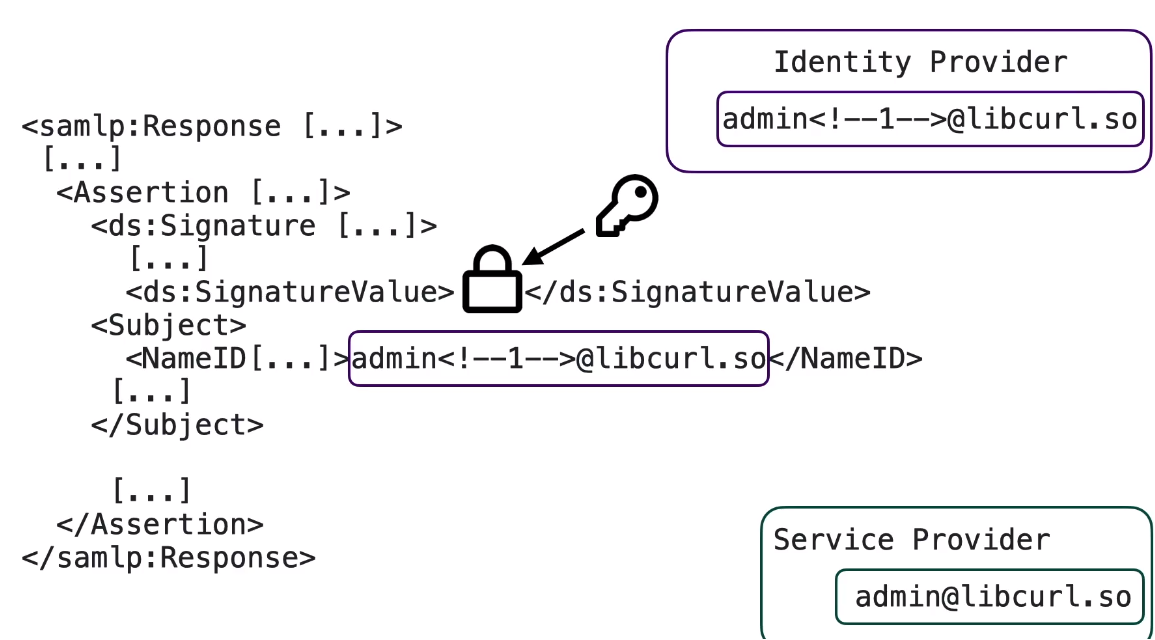 Identity Provider
admin<!--1-->@libcurl.so
<samlp:Response [...]>
[...]
<Assertion [...]>
<ds:Signature [...]>
[...]
<ds:SignatureValue></ds:SignatureValue>
<Subject>
<NameID[...]>admin<!--1-->@libcurl.so</NameID>
[...]
</Subject>
[...]
</Assertion>
</samlp:Response>
Service Provider
admin@libcurl.so